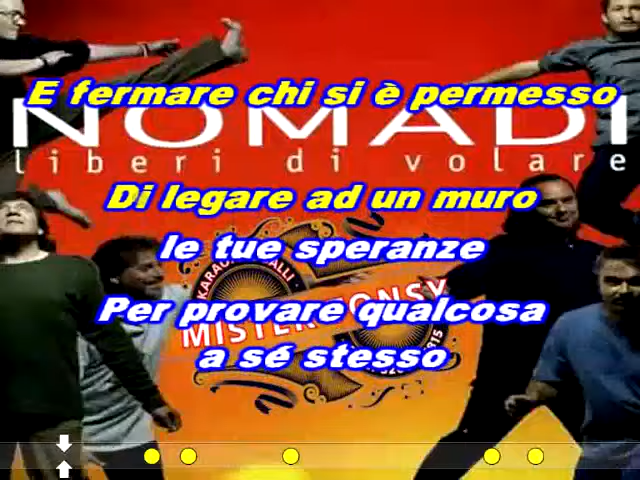 E fermare chi si è permesso
NOMADI
liberi di volare
Di legare ad un muro
le tue speranze
Per provare qualcosa
a sé stesso
MISTER